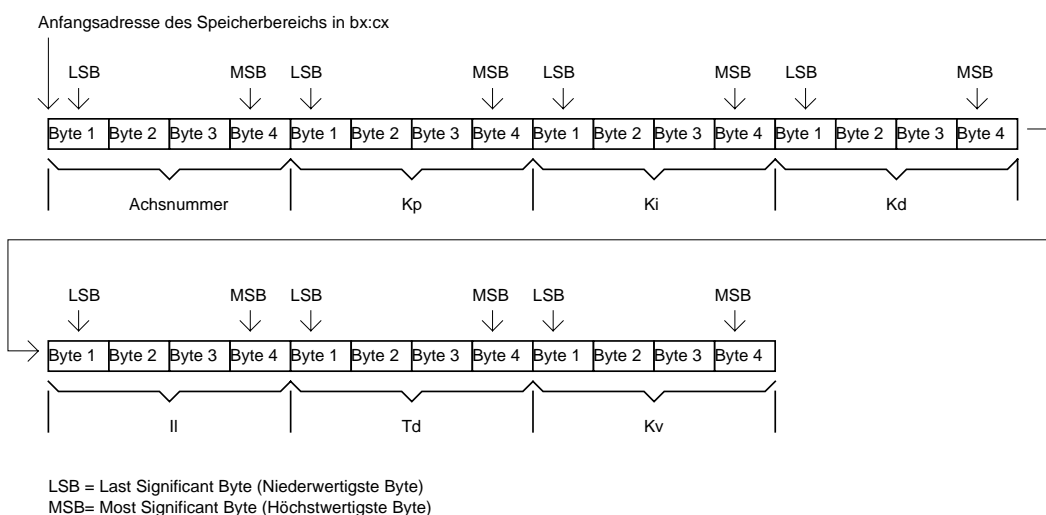 Anfangsadresse des Speicherbereichs in bx:cx
LSB MSB LSB MSB LSB MSB LSB MSB
Byte 1 Byte 2 Byte 3 Byte 4 Byte 1 Byte 2 Byte 3 Byte 4 Byte 1 Byte 2 Byte 3 Byte 4 Byte 1 Byte 2 Byte 3 Byte 4
Achsnummer Kp Ki Kd
LSB MSB LSB MSB LSB MSB
Byte 1 Byte 2 Byte 3 Byte 4 Byte 1 Byte 2 Byte 3 Byte 4 Byte 1 Byte 2 Byte 3 Byte 4
Il Td Kv
LSB = Last Significant Byte (Niederwertigste Byte)
MSB= Most Significant Byte (Höchstwertigste Byte)